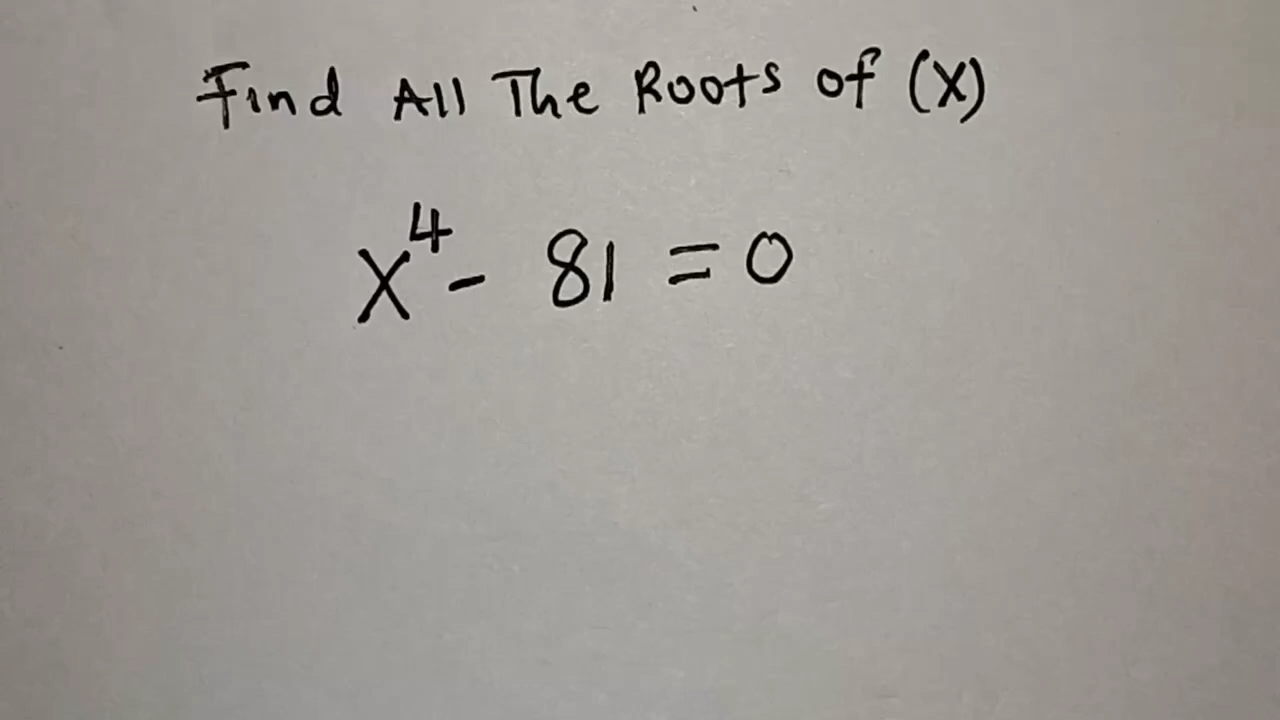 Find All The Roots of (X)
X⁴ - 81 = 0